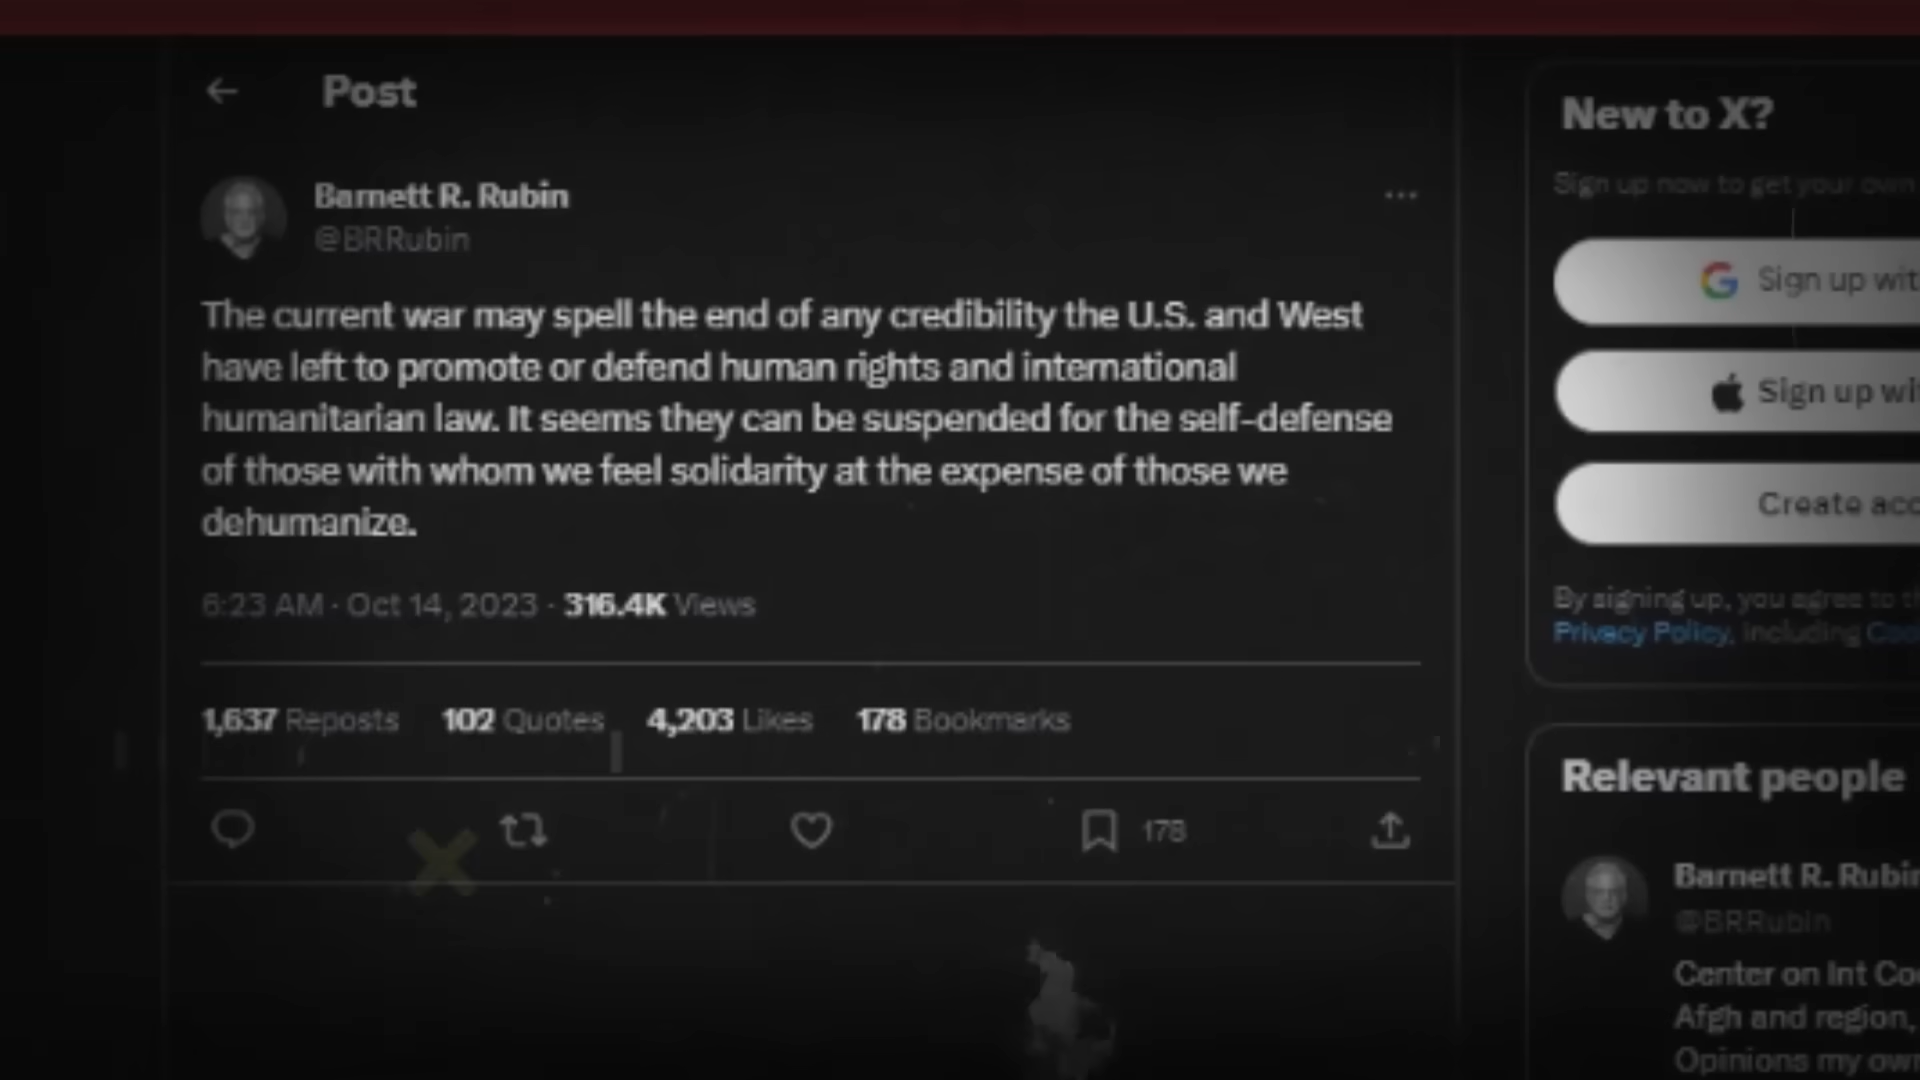 Post
Barnett R. Rubin
@BRRubin
The current war may spell the end of any credibility the U.S. and West
have left to promote or defend human rights and international
humanitarian law. It seems they can be suspended for the self-defense
of those with whom we feel solidarity at the expense of those we
dehumanize.
6:23 AM · Oct 14, 2023 · 316.4K Views
1,637 Reposts 102 Quotes 4,203 Likes 178 Bookmarks
178
New to X?
Sign up now to get your own
Sign up wit
Sign up wi
Create acc
By signing up, you agree to th
Privacy Policy, including Coo
Relevant people
Barnett R. Rubin
@BRRubin
Center on Int Co
Afgh and region,
Opinions my own